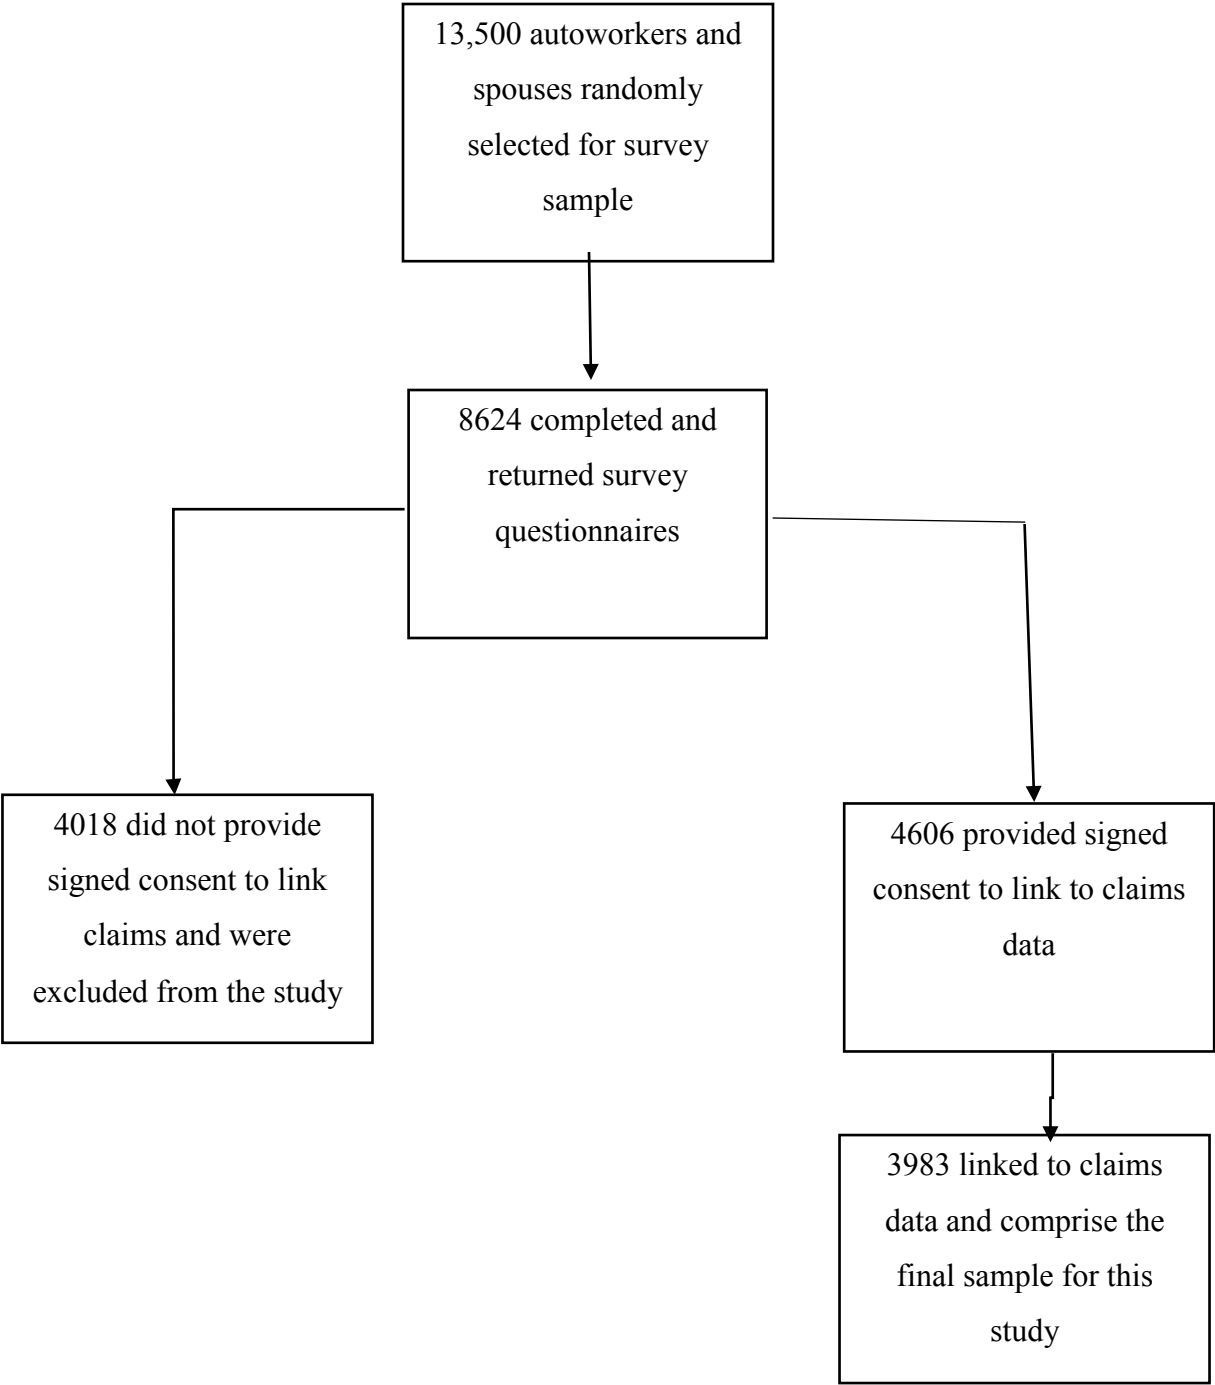 13,500 autoworkers and
spouses randomly
selected for survey
sample
8624 completed and
returned survey
questionnaires
4018 did not provide
signed consent to link
claims and were
excluded from the study
4606 provided signed
consent to link to claims
data
3983 linked to claims
data and comprise the
final sample for this
study